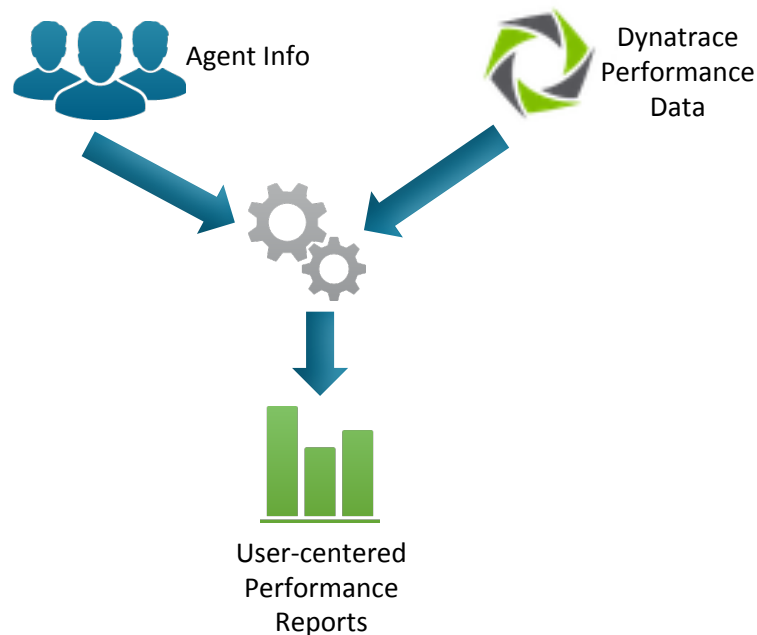 Agent Info
Dynatrace
Performance
Data
User-centered
Performance
Reports